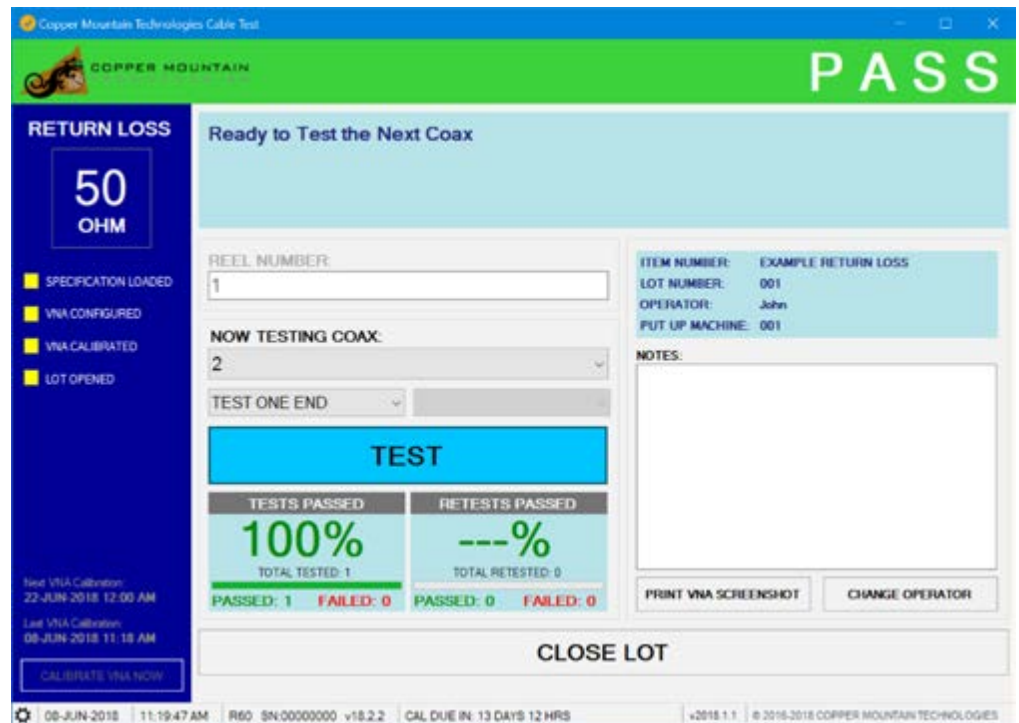 Copper Mountain Technologies Cable Test
COPPER MOUNTAIN
PASS
RETURN LOSS
50
OHM
SPECIFICATION LOADED
VNA CONFIGURED
VNA CALIBRATED
LOT OPENED
Next VNA Calibration:
22-JUN-2018 12:00 AM
Last VNA Calibration:
08-JUN-2018 11:18 AM
CALIBRATE VNA NOW
Ready to Test the Next Coax
REEL NUMBER:
1
NOW TESTING COAX:
2
TEST ONE END
TEST
TESTS PASSED
100%
TOTAL TESTED: 1
PASSED: 1 FAILED: 0
RETESTS PASSED
---%
TOTAL RETESTED: 0
PASSED: 0 FAILED: 0
ITEM NUMBER: EXAMPLE RETURN LOSS
LOT NUMBER: 001
OPERATOR: John
PUT UP MACHINE: 001
NOTES:
PRINT VNA SCREENSHOT
CHANGE OPERATOR
CLOSE LOT
08-JUN-2018 11:19:47 AM R60 SN:00000000 v18.2.2 CAL DUE IN: 13 DAYS 12 HRS v2018.1.1 © 2016-2018 COPPER MOUNTAIN TECHNOLOGIES